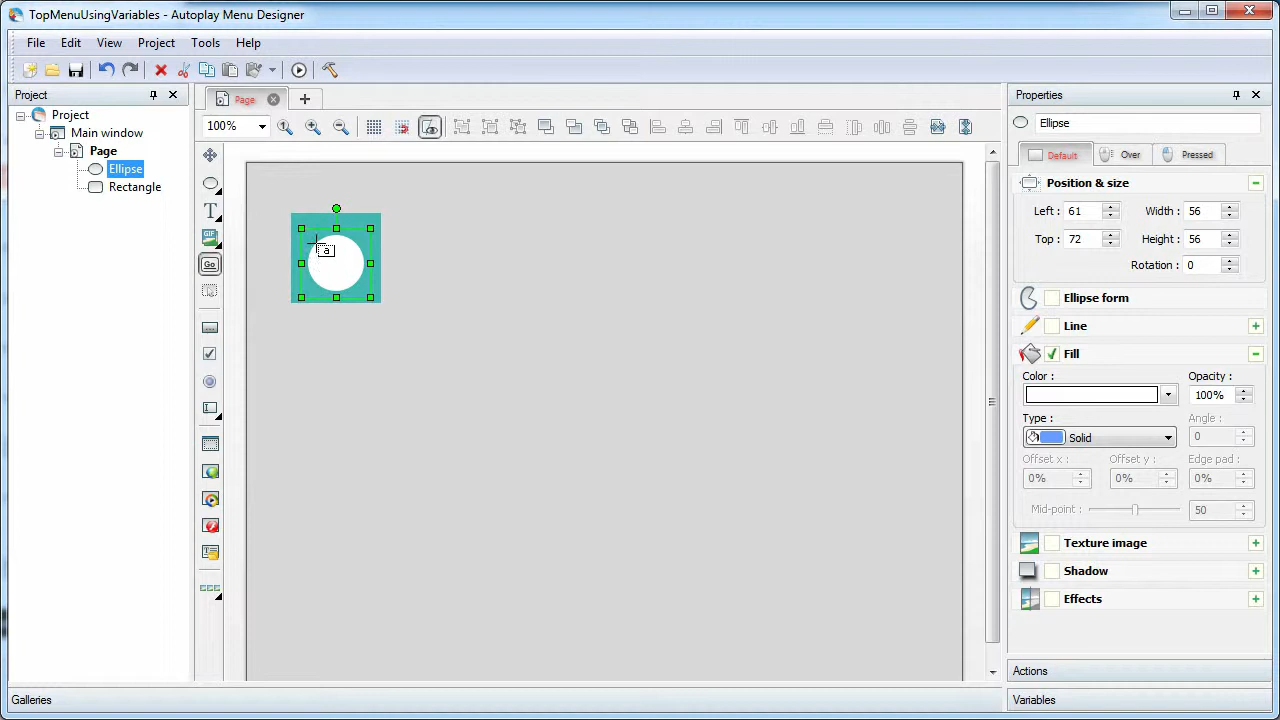 TopMenuUsingVariables - Autoplay Menu Designer
File Edit View Project Tools Help
Project
Project
Main window
Page
Ellipse
Rectangle
Page
100%
T
GIF
Go
a
Properties
Ellipse
Default Over Pressed
Position & size
Left : 61 Width : 56
Top : 72 Height : 56
Rotation : 0
Ellipse form
Line
Fill
Color : Opacity :
100%
Type : Angle :
Solid 0
Offset x : Offset y : Edge pad :
0% 0% 0%
Mid-point : 50
Texture image
Shadow
Effects
Actions
Galleries
Variables